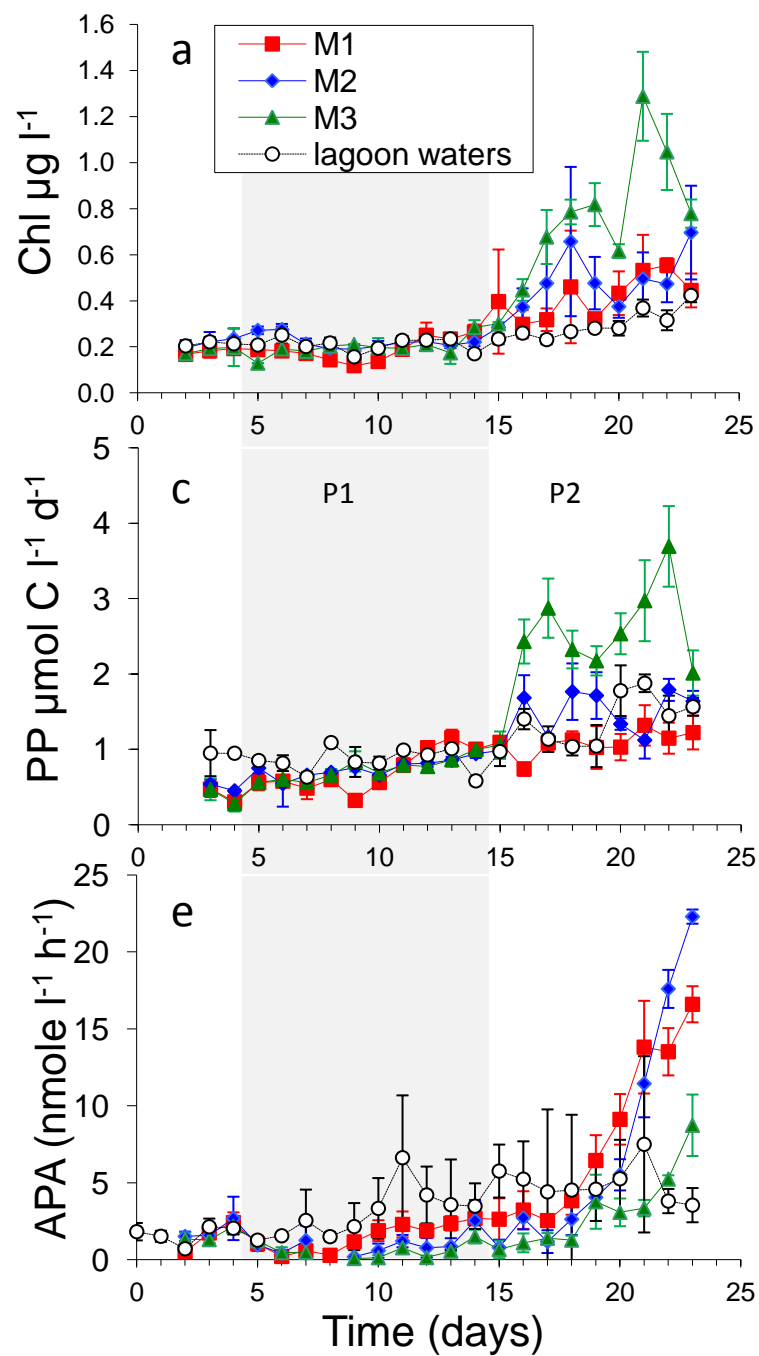 a
M1
M2
M3
lagoon waters
Chl µg l-1
1.6
1.4
1.2
1.0
0.8
0.6
0.4
0.2
0.0
0 5 10 15 20 25
c
P1 P2
PP µmol C l-1 d-1
5
4
3
2
1
0
0 5 10 15 20 25
e
APA (nmole l-1 h-1)
25
20
15
10
5
0
0 5 10 15 20 25
Time (days)